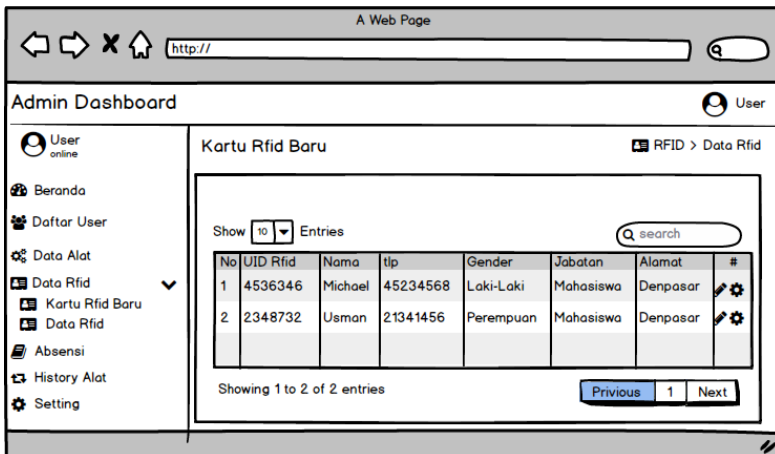 A Web Page
http://
Admin Dashboard
User
User
online
Beranda
Daftar User
Data Alat
Data Rfid
Kartu Rfid Baru
Data Rfid
Absensi
History Alat
Setting
Kartu Rfid Baru
RFID > Data Rfid
Show 10 Entries
search
No UID Rfid Nama tlp Gender Jabatan Alamat #
1 4536346 Michael 45234568 Laki-Laki Mahasiswa Denpasar
2 2348732 Usman 21341456 Perempuan Mahasiswa Denpasar
Showing 1 to 2 of 2 entries
Privious 1 Next